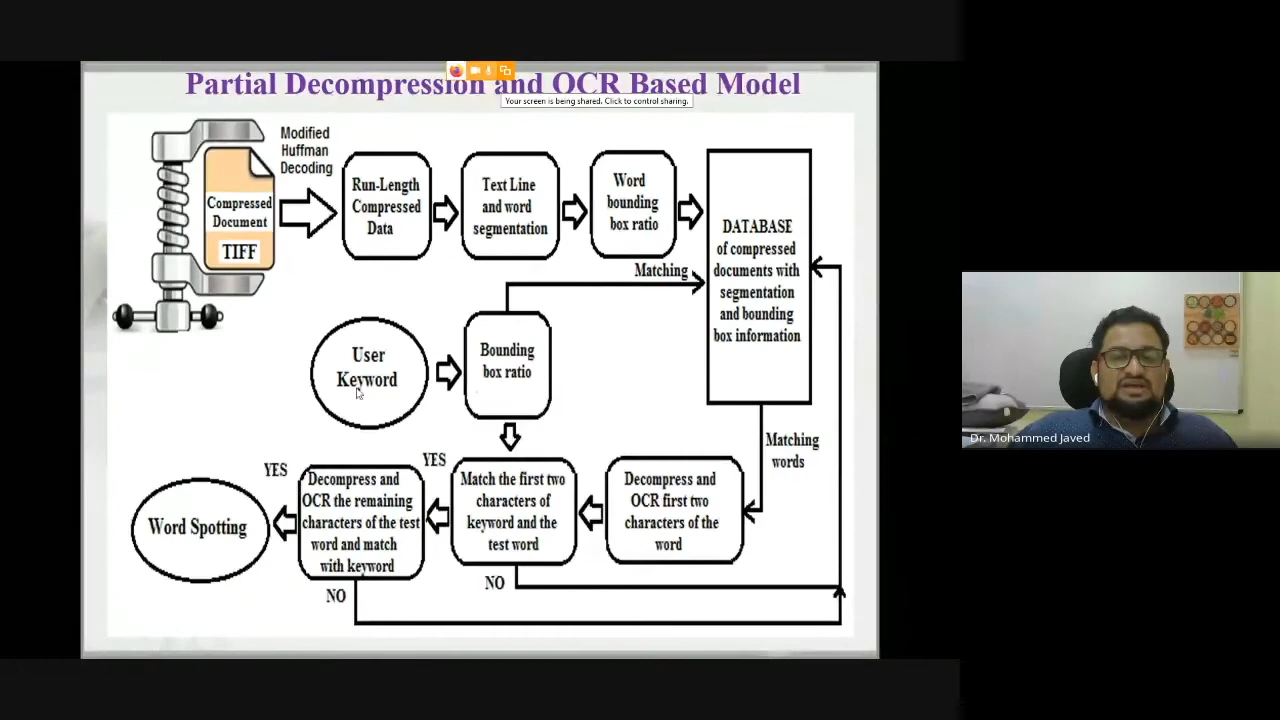 Partial Decompression and OCR Based Model
Your screen is being shared. Click to control sharing.
Modified
Huffman
Decoding
Compressed
Document
TIFF
Run-Length
Compressed
Data
Text Line
and word
segmentation
Word
bounding
box ratio
DATABASE
of compressed
documents with
segmentation
and bounding
box information
Matching
User
Keyword
Bounding
box ratio
Matching
words
Decompress and
OCR first two
characters of the
word
Match the first two
characters of
keyword and the
test word
YES
NO
Decompress and
OCR the remaining
characters of the test
word and match
with keyword
YES
NO
Word Spotting
Dr. Mohammed Javed